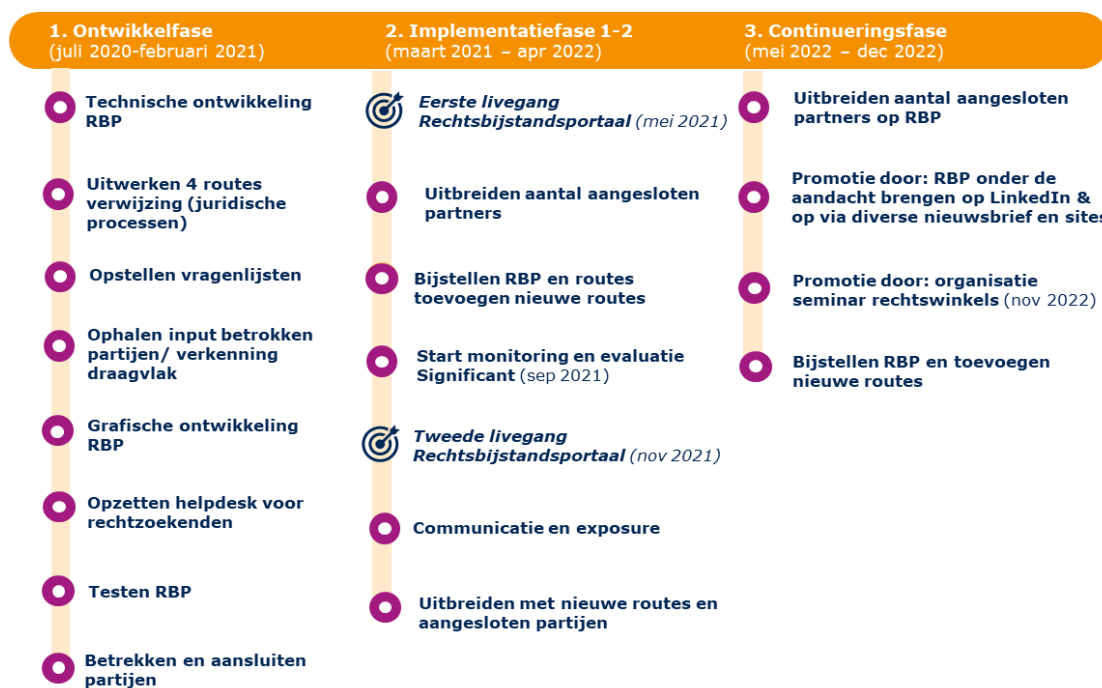 1. Ontwikkelfase
(juli 2020-februari 2021)
Technische ontwikkeling
RBP
Uitwerken 4 routes
verwijzing (juridische
processen)
Opstellen vragenlijsten
Ophalen input betrokken
partijen/ verkenning
draagvlak
Grafische ontwikkeling
RBP
Opzetten helpdesk voor
rechtzoekenden
Testen RBP
Betrekken en aansluiten
partijen
2. Implementatiefase 1-2
(maart 2021 – apr 2022)
Eerste livegang
Rechtsbijstandsportaal (mei 2021)
Uitbreiden aantal aangesloten
partners
Bijstellen RBP en routes
toevoegen nieuwe routes
Start monitoring en evaluatie
Significant (sep 2021)
Tweede livegang
Rechtsbijstandsportaal (nov 2021)
Communicatie en exposure
Uitbreiden met nieuwe routes en
aangesloten partijen
3. Continueringsfase
(mei 2022 – dec 2022)
Uitbreiden aantal aangesloten
partners op RBP
Promotie door: RBP onder de
aandacht brengen op LinkedIn &
op via diverse nieuwsbrief en sites
Promotie door: organisatie
seminar rechtswinkels (nov 2022)
Bijstellen RBP en toevoegen
nieuwe routes